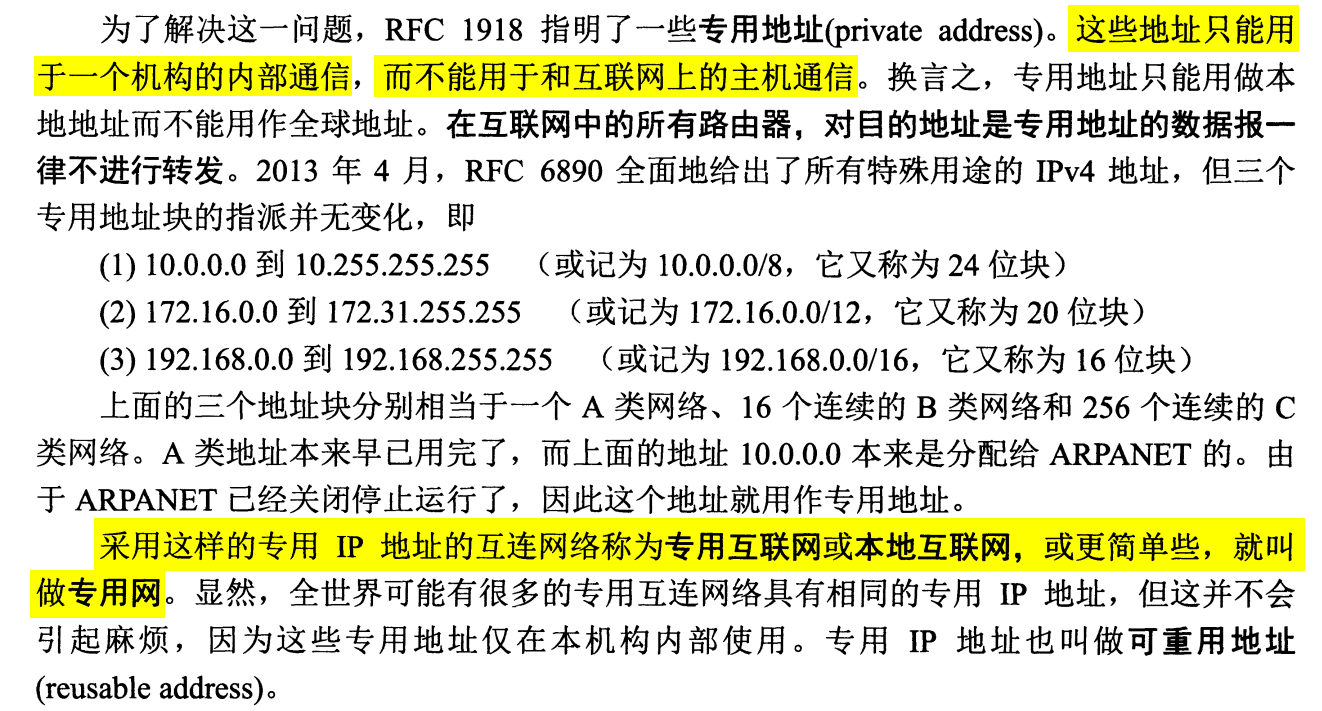 为了解决这一问题，RFC 1918 指明了一些专用地址(private address)。这些地址只能用
于一个机构的内部通信，而不能用于和互联网上的主机通信。换言之，专用地址只能用做本
地地址而不能用作全球地址。在互联网中的所有路由器，对目的地址是专用地址的数据报一
律不进行转发。2013 年 4 月，RFC 6890 全面地给出了所有特殊用途的 IPv4 地址，但三个
专用地址块的指派并无变化，即
(1) 10.0.0.0 到 10.255.255.255 （或记为 10.0.0.0/8，它又称为 24 位块）
(2) 172.16.0.0 到 172.31.255.255 （或记为 172.16.0.0/12，它又称为 20 位块）
(3) 192.168.0.0 到 192.168.255.255 （或记为 192.168.0.0/16，它又称为 16 位块）
上面的三个地址块分别相当于一个 A 类网络、16 个连续的 B 类网络和 256 个连续的 C
类网络。A 类地址本来早已用完了，而上面的地址 10.0.0.0 本来是分配给 ARPANET 的。由
于 ARPANET 已经关闭停止运行了，因此这个地址就用作专用地址。
采用这样的专用 IP 地址的互连网络称为专用互联网或本地互联网，或更简单些，就叫
做专用网。显然，全世界可能有很多的专用互连网络具有相同的专用 IP 地址，但这并不会
引起麻烦，因为这些专用地址仅在本机构内部使用。专用 IP 地址也叫做可重用地址
(reusable address)。